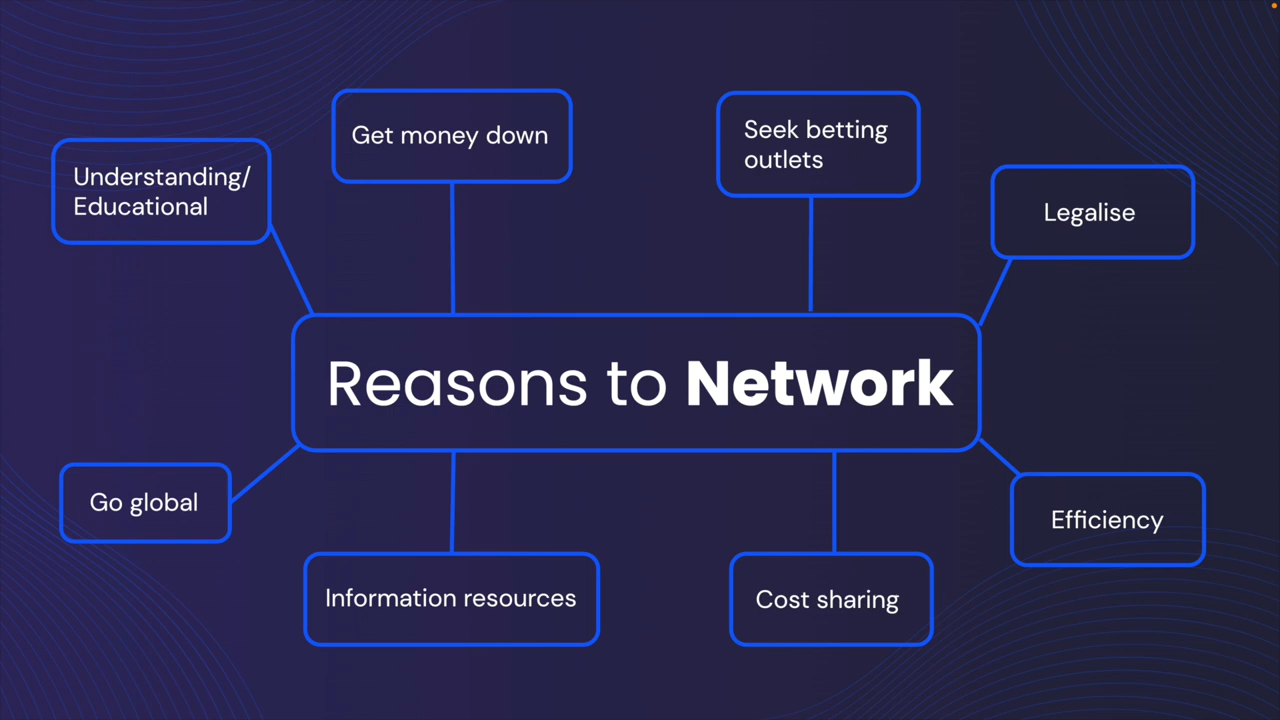 Get money down
Seek betting
outlets
Understanding/
Educational
Legalise
Reasons to Network
Go global
Efficiency
Information resources
Cost sharing